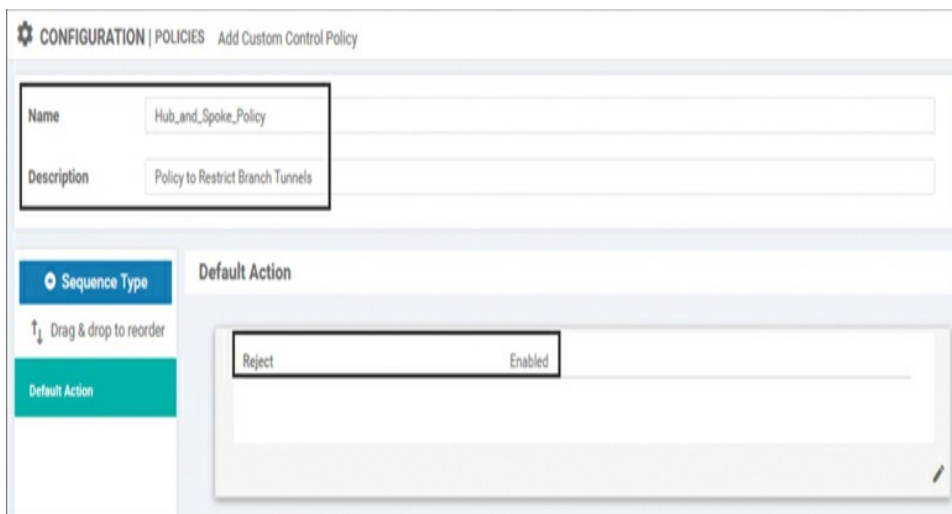 CONFIGURATION | POLICIES Add Custom Control Policy
Name Hub_and_Spoke_Policy
Description Policy to Restrict Branch Tunnels
Sequence Type
Default Action
Drag & drop to reorder
Reject Enabled
Default Action